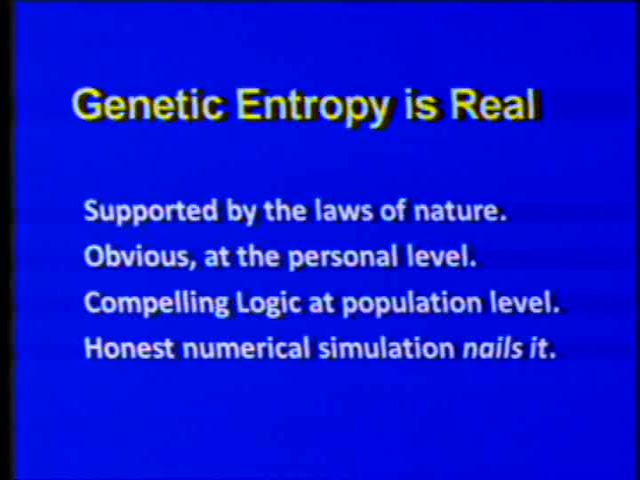 Genetic Entropy is Real
Supported by the laws of nature.
Obvious, at the personal level.
Compelling Logic at population level.
Honest numerical simulation nails it.